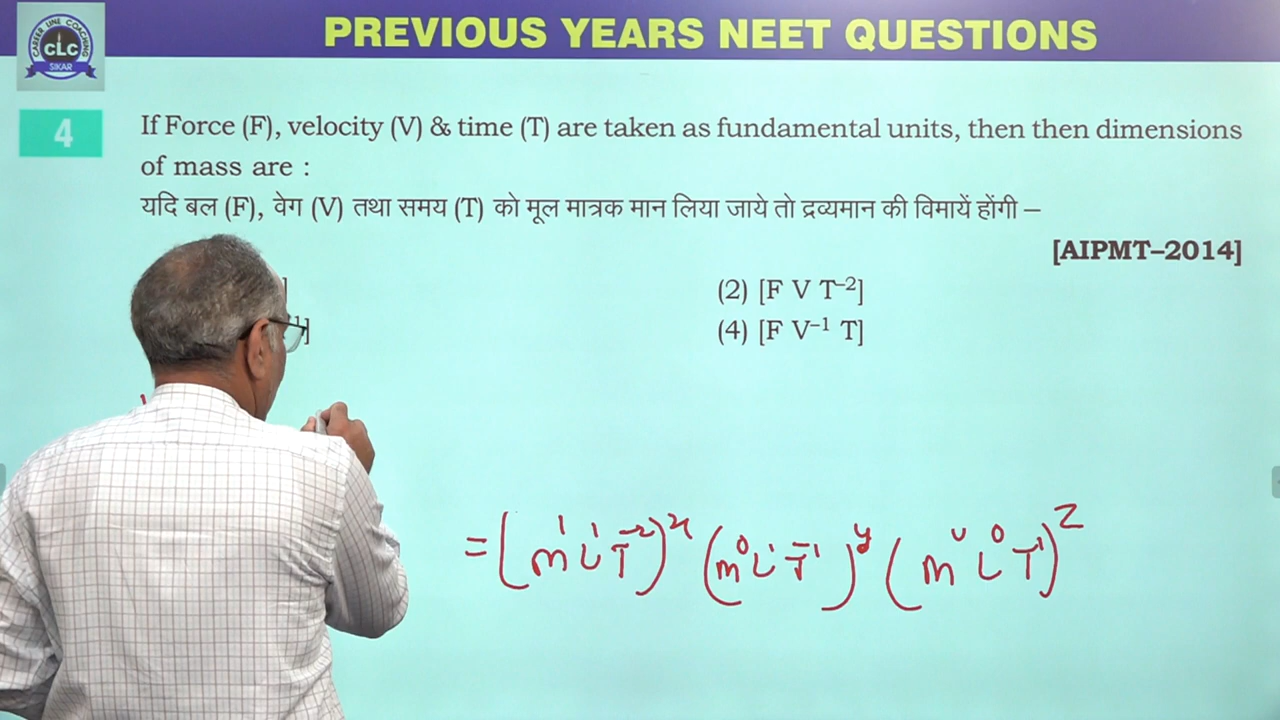 PREVIOUS YEARS NEET QUESTIONS
CAREER LINE COACHING
CLC
SIKAR
4
If Force (F), velocity (V) & time (T) are taken as fundamental units, then then dimensions
of mass are :
यदि बल (F), वेग (V) तथा समय (T) को मूल मात्रक मान लिया जाये तो द्रव्यमान की विमायें होंगी –
[AIPMT–2014]
(2) [F V T⁻²]
(4) [F V⁻¹ T]
= (M¹ L¹ T⁻²)ˣ (M⁰ L¹ T⁻¹)ʸ (M⁰ L⁰ T¹)ᶻ